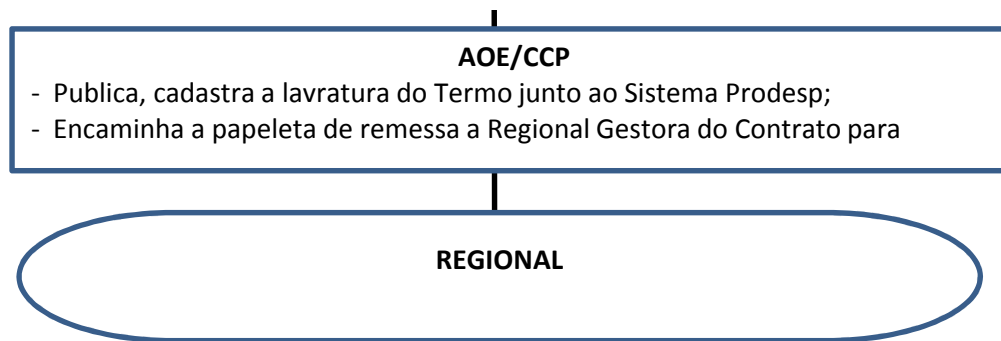 AOE/CCP
- Publica, cadastra a lavratura do Termo junto ao Sistema Prodesp;
- Encaminha a papeleta de remessa a Regional Gestora do Contrato para
REGIONAL